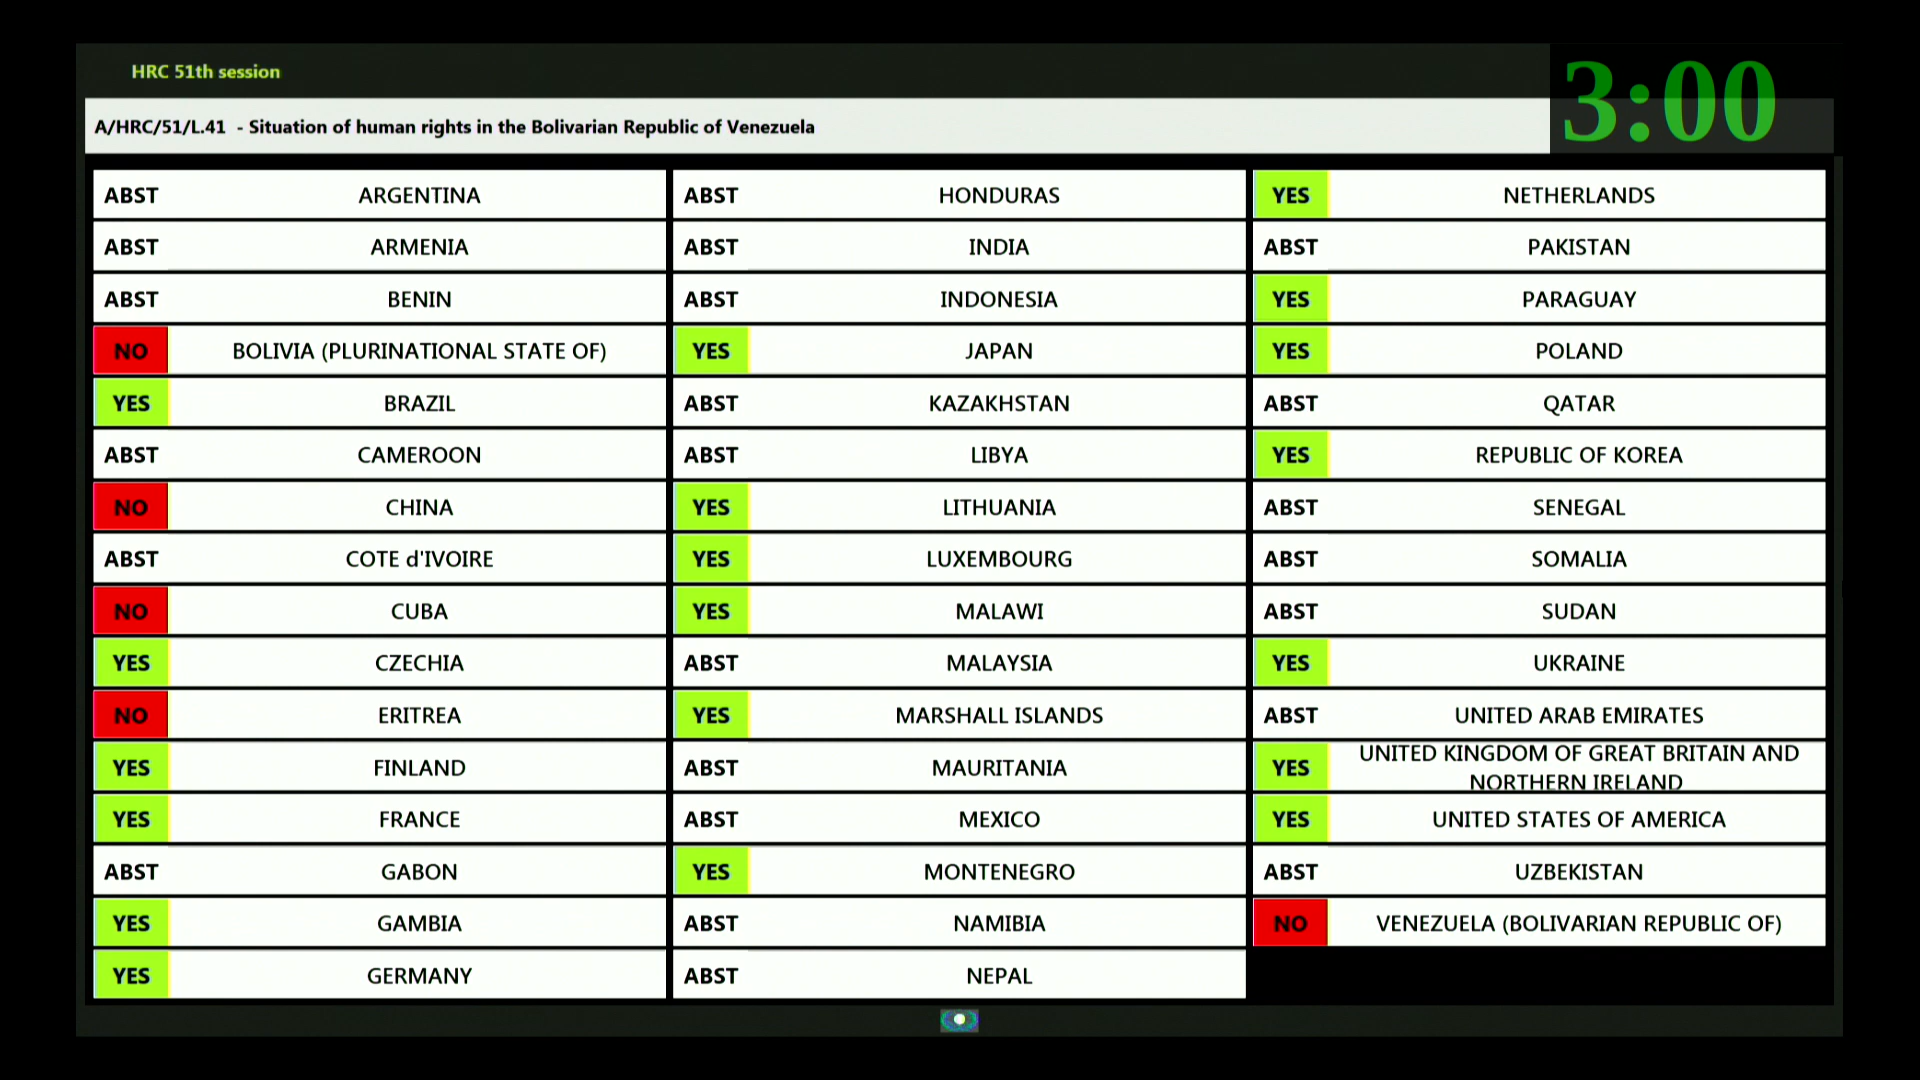 HRC 51th session
3:00
A/HRC/51/L.41 - Situation of human rights in the Bolivarian Republic of Venezuela
ABST ARGENTINA
ABST ARMENIA
ABST BENIN
NO BOLIVIA (PLURINATIONAL STATE OF)
YES BRAZIL
ABST CAMEROON
NO CHINA
ABST COTE d'IVOIRE
NO CUBA
YES CZECHIA
NO ERITREA
YES FINLAND
YES FRANCE
ABST GABON
YES GAMBIA
YES GERMANY
ABST HONDURAS
ABST INDIA
ABST INDONESIA
YES JAPAN
ABST KAZAKHSTAN
ABST LIBYA
YES LITHUANIA
YES LUXEMBOURG
YES MALAWI
ABST MALAYSIA
YES MARSHALL ISLANDS
ABST MAURITANIA
ABST MEXICO
YES MONTENEGRO
ABST NAMIBIA
ABST NEPAL
YES NETHERLANDS
ABST PAKISTAN
YES PARAGUAY
YES POLAND
ABST QATAR
YES REPUBLIC OF KOREA
ABST SENEGAL
ABST SOMALIA
ABST SUDAN
YES UKRAINE
ABST UNITED ARAB EMIRATES
YES UNITED KINGDOM OF GREAT BRITAIN AND
NORTHERN IRELAND
YES UNITED STATES OF AMERICA
ABST UZBEKISTAN
NO VENEZUELA (BOLIVARIAN REPUBLIC OF)